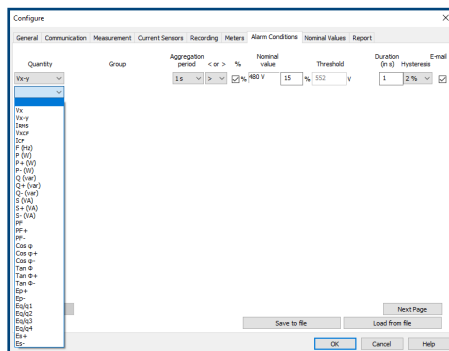 Configure
General Communication Measurement Current Sensors Recording Meters Alarm Conditions Nominal Values Report
Quantity Group Aggregation period < or > % Nominal value Threshold Duration (in s) Hysteresis E-mail
Vx-y 1 s > % 480 V 15 % 552 V 1 2 %
Vx
Vx-y
IRMS
VxCF
ICF
F (Hz)
P (W)
P+ (W)
P- (W)
Q (var)
Q+ (var)
Q- (var)
S (VA)
S+ (VA)
S- (VA)
PF
PF+
PF-
Cos φ
Cos φ+
Cos φ-
Tan Φ
Tan Φ+
Tan Φ-
Ep+
Ep-
Eq/q1
Eq/q2
Eq/q3
Eq/q4
Es+
Es-
Next Page
Save to file Load from file
OK Cancel Help